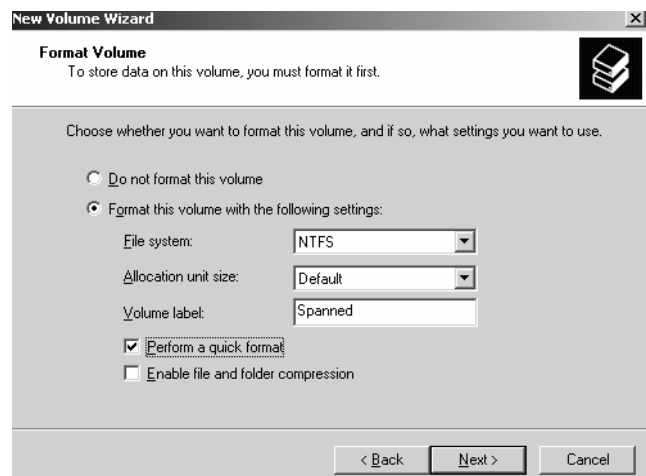 New Volume Wizard
Format Volume
To store data on this volume, you must format it first.
Choose whether you want to format this volume, and if so, what settings you want to use.
Do not format this volume
Format this volume with the following settings:
File system: NTFS
Allocation unit size: Default
Volume label: Spanned
Perform a quick format
Enable file and folder compression
< Back Next > Cancel